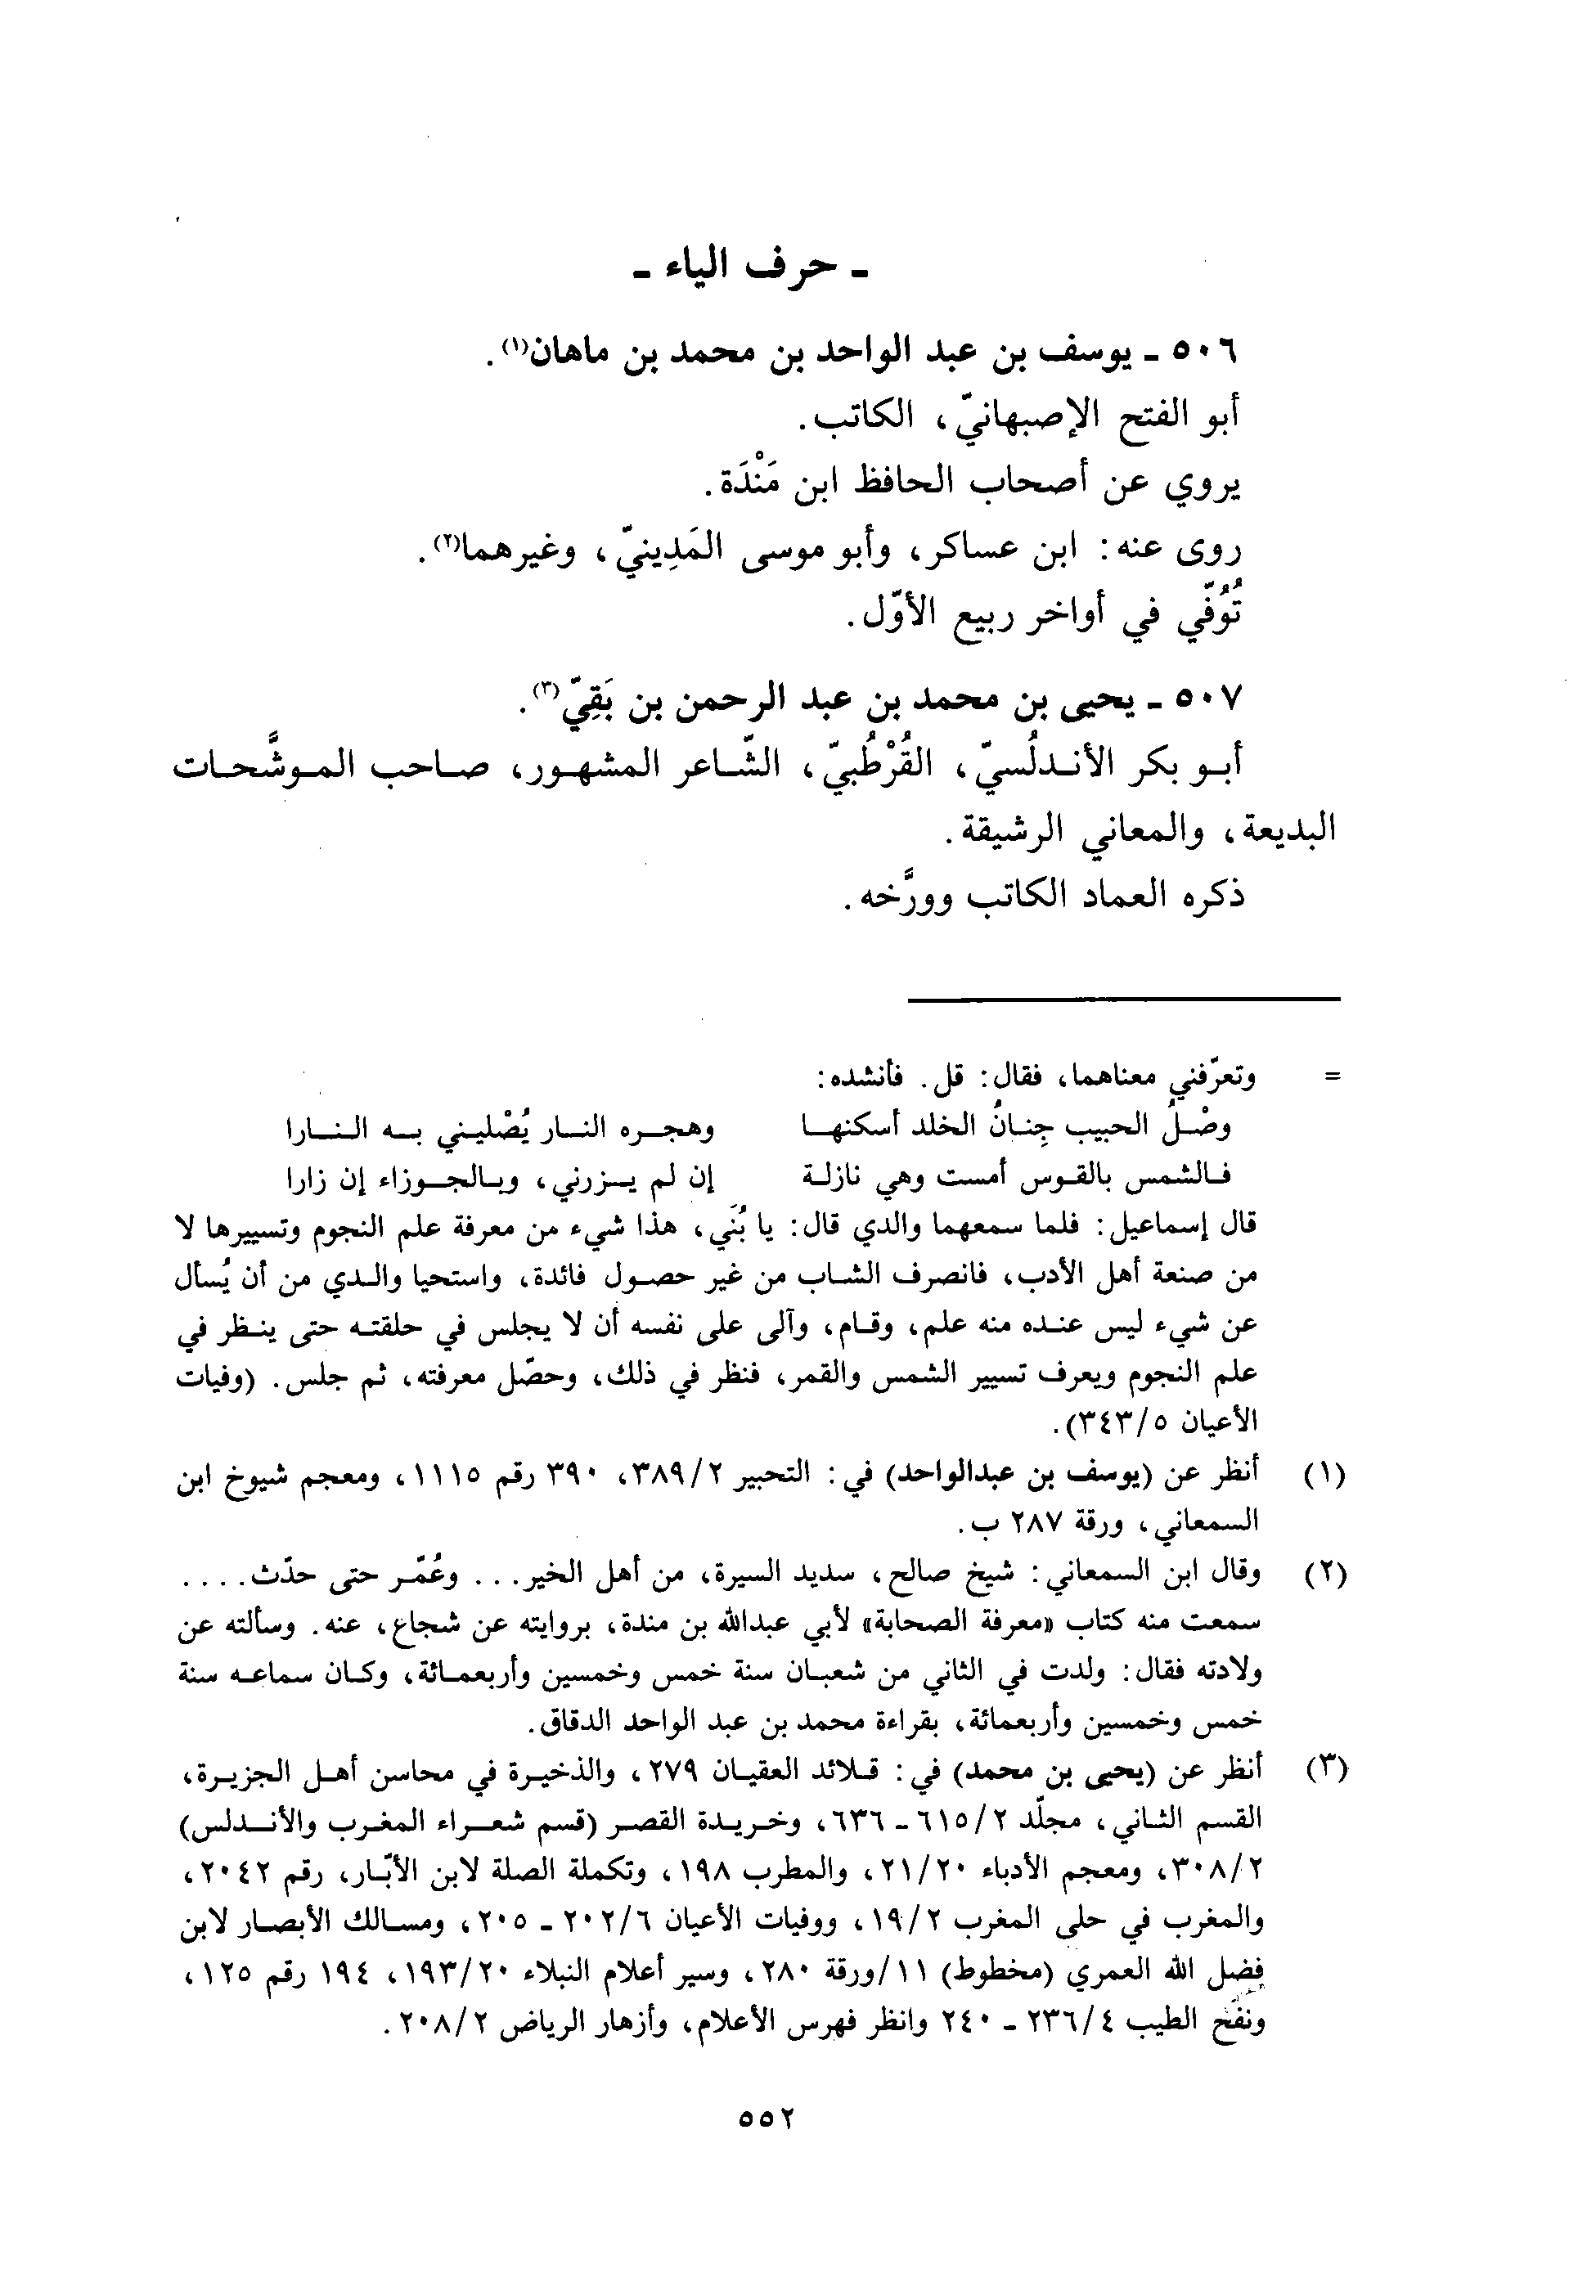 ـ حرف الياء ـ
٥٠٦ ـ يوسف بن عبد الواحد بن محمد بن ماهان(١).
أبو الفتح الإصبهانيّ، الكاتب.
يروي عن أصحاب الحافظ ابن مَنْدَة.
روى عنه: ابن عساكر، وأبو موسى المَدِينيّ، وغيرهما(٢).
تُوُفّي في أواخر ربيع الأوّل.
٥٠٧ ـ يحيى بن محمد بن عبد الرحمن بن بَقِيّ(٣).
أبو بكر الأندلُسيّ، القُرْطُبيّ، الشّاعر المشهور، صاحب الموشَّحات
البديعة، والمعاني الرشيقة.
ذكره العماد الكاتب وورَّخه.
= وتعرّفني معناهما، فقال: قل. فأنشده:
وصْلُ الحبيب جِنانُ الخلد أسكنها وهجره النار يُصْليني به النارا
فالشمس بالقوس أمست وهي نازلة إن لم يزرني، وبالجوزاء إن زارا
قال إسماعيل: فلما سمعهما والدي قال: يا بُنَي، هذا شيء من معرفة علم النجوم وتسييرها لا
من صنعة أهل الأدب، فانصرف الشاب من غير حصول فائدة، واستحيا والدي من أن يُسأل
عن شيء ليس عنده منه علم، وقام، وآلى على نفسه أن لا يجلس في حلقته حتى ينظر في
علم النجوم ويعرف تسيير الشمس والقمر، فنظر في ذلك، وحصّل معرفته، ثم جلس. (وفيات
الأعيان ٣٤٣/٥).
(١) أنظر عن (يوسف بن عبدالواحد) في: التحبير ٣٨٩/٢، ٣٩٠ رقم ١١١٥، ومعجم شيوخ ابن
السمعاني، ورقة ٢٨٧ ب.
(٢) وقال ابن السمعاني: شيخ صالح، سديد السيرة، من أهل الخير... وعُمّر حتى حدّث....
سمعت منه كتاب «معرفة الصحابة» لأبي عبدالله بن مندة، بروايته عن شجاع، عنه. وسألته عن
ولادته فقال: ولدت في الثاني من شعبان سنة خمس وخمسين وأربعمائة، وكان سماعه سنة
خمس وخمسين وأربعمائة، بقراءة محمد بن عبد الواحد الدقاق.
(٣) أنظر عن (يحيى بن محمد) في: قلائد العقيان ٢٧٩، والذخيرة في محاسن أهل الجزيرة،
القسم الثاني، مجلّد ٦١٥/٢ ـ ٦٣٦، وخريدة القصر (قسم شعراء المغرب والأندلس)
٣٠٨/٢، ومعجم الأدباء ٢١/٢٠، والمطرب ١٩٨، وتكملة الصلة لابن الأبّار، رقم ٢٠٤٢،
والمغرب في حلى المغرب ١٩/٢، ووفيات الأعيان ٢٠٢/٦ ـ ٢٠٥، ومسالك الأبصار لابن
فضل الله العمري (مخطوط) ١١/ورقة ٢٨٠، وسير أعلام النبلاء ١٩٣/٢٠، ١٩٤ رقم ١٢٥،
ونفح الطيب ٢٣٦/٤ ـ ٢٤٠ وانظر فهرس الأعلام، وأزهار الرياض ٢٠٨/٢.
٥٥٢